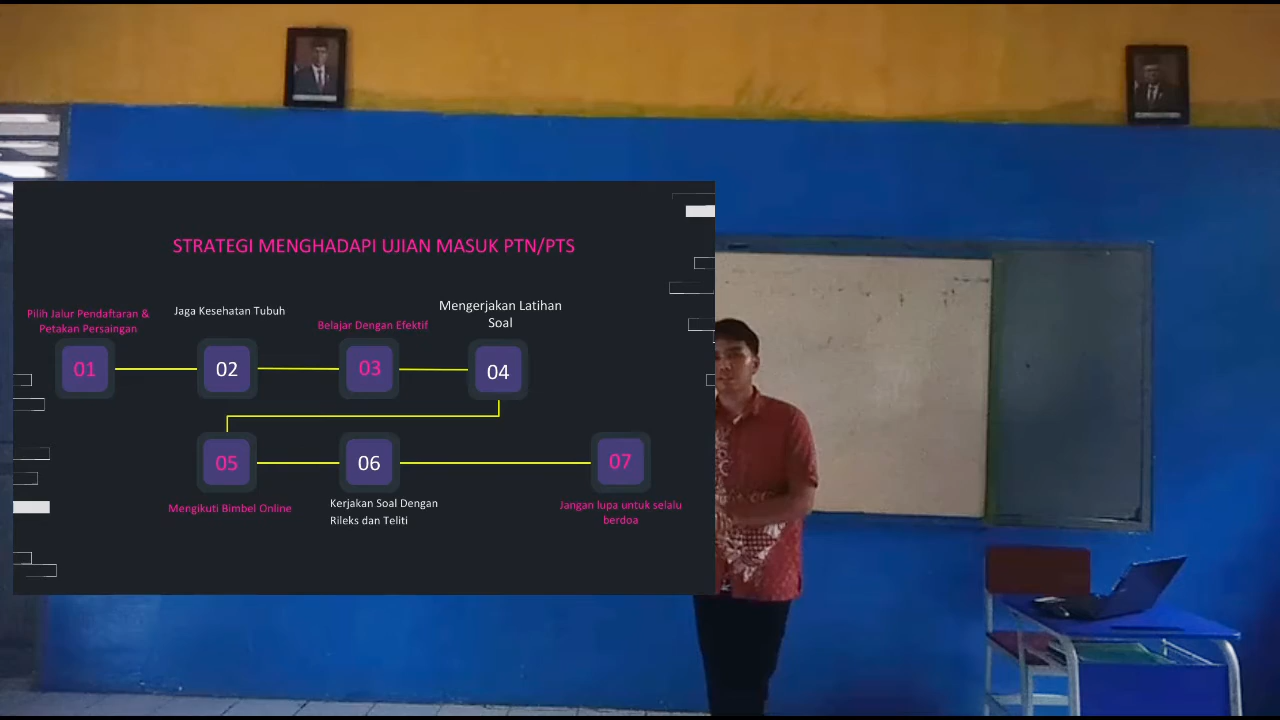 STRATEGI MENGHADAPI UJIAN MASUK PTN/PTS
Pilih Jalur Pendaftaran &
Petakan Persaingan
01
Jaga Kesehatan Tubuh
02
Belajar Dengan Efektif
03
Mengerjakan Latihan
Soal
04
05
Mengikuti Bimbel Online
06
Kerjakan Soal Dengan
Rileks dan Teliti
07
Jangan lupa untuk selalu
berdoa